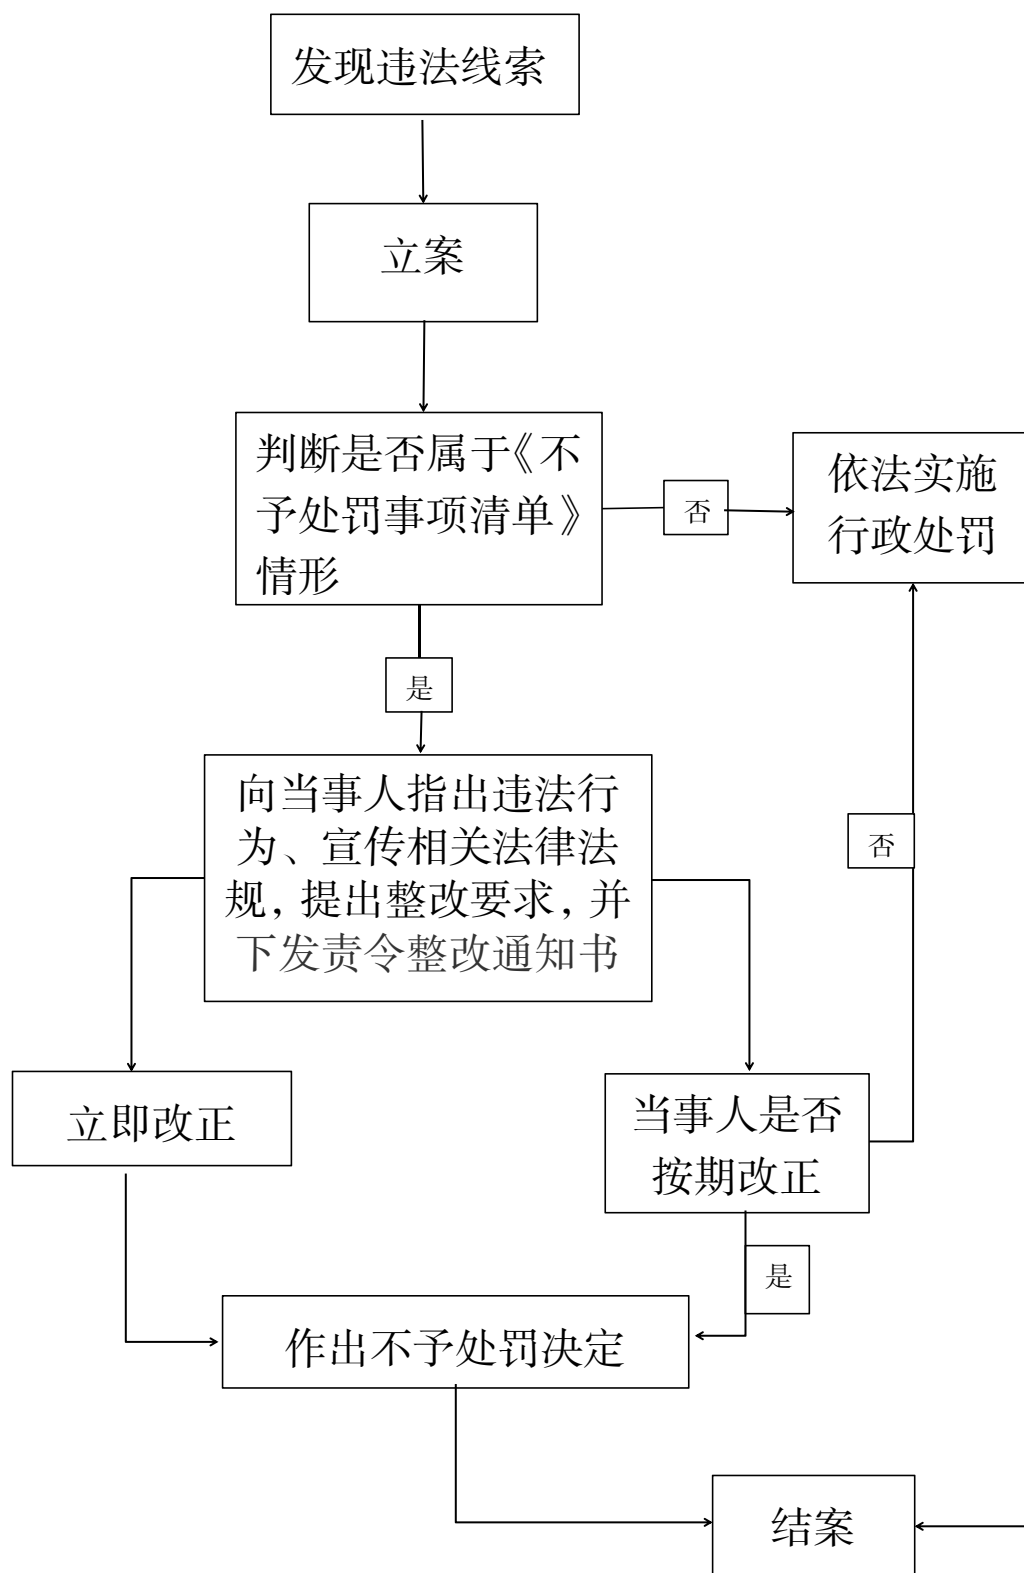 发现违法线索
立案
判断是否属于《不
予处罚事项清单》
情形
否
依法实施
行政处罚
是
向当事人指出违法行
为、宣传相关法律法
规，提出整改要求，并
下发责令整改通知书
否
立即改正
当事人是否
按期改正
是
作出不予处罚决定
结案